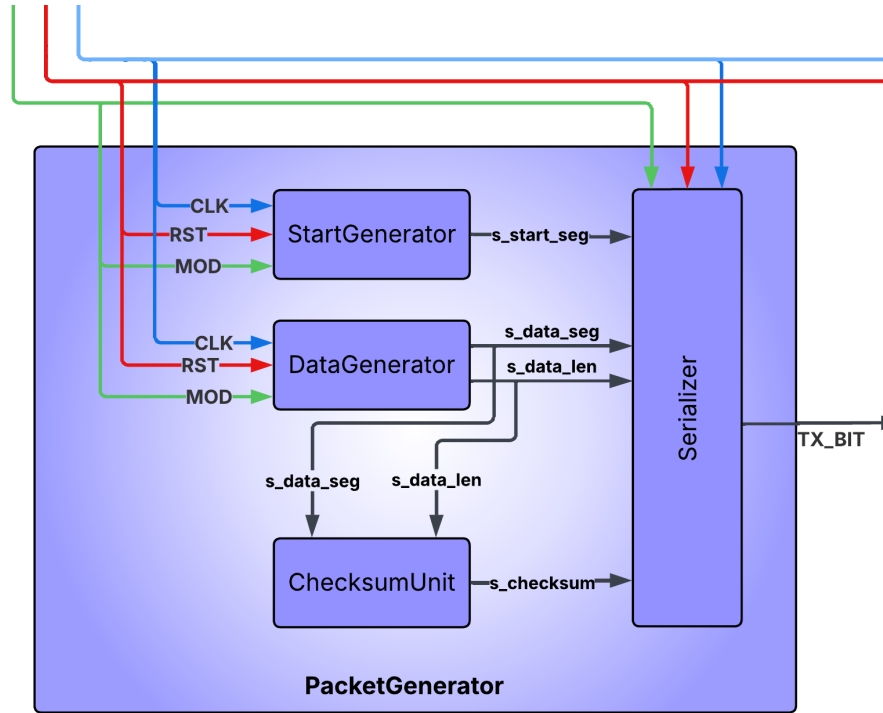 CLK
RST
MOD
StartGenerator
s_start_seg
CLK
RST
MOD
DataGenerator
s_data_seg
s_data_len
Serializer
TX_BIT
s_data_seg
s_data_len
ChecksumUnit
s_checksum
PacketGenerator